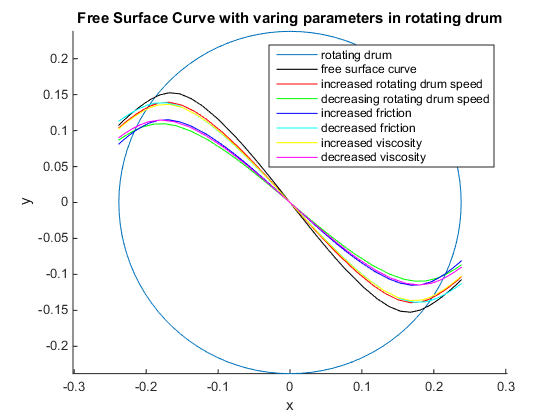 Free Surface Curve with varing parameters in rotating drum
rotating drum
free surface curve
increased rotating drum speed
decreasing rotating drum speed
increased friction
decreased friction
increased viscosity
decreased viscosity
0.2
0.15
0.1
0.05
0
-0.05
-0.1
-0.15
-0.2
y
-0.3 -0.2 -0.1 0 0.1 0.2 0.3
x